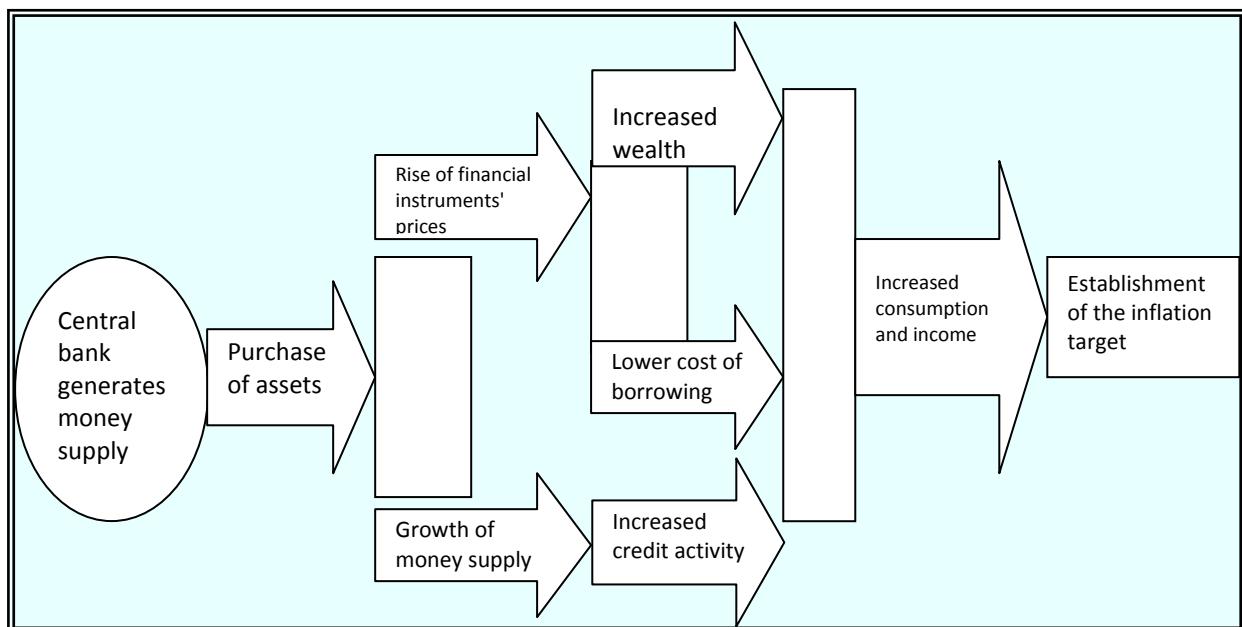 Central
bank
generates
money
supply
Purchase
of assets
Rise of financial
instruments'
prices
Growth of
money supply
Increased
wealth
Lower cost of
borrowing
Increased
credit activity
Increased
consumption
and income
Establishment
of the inflation
target